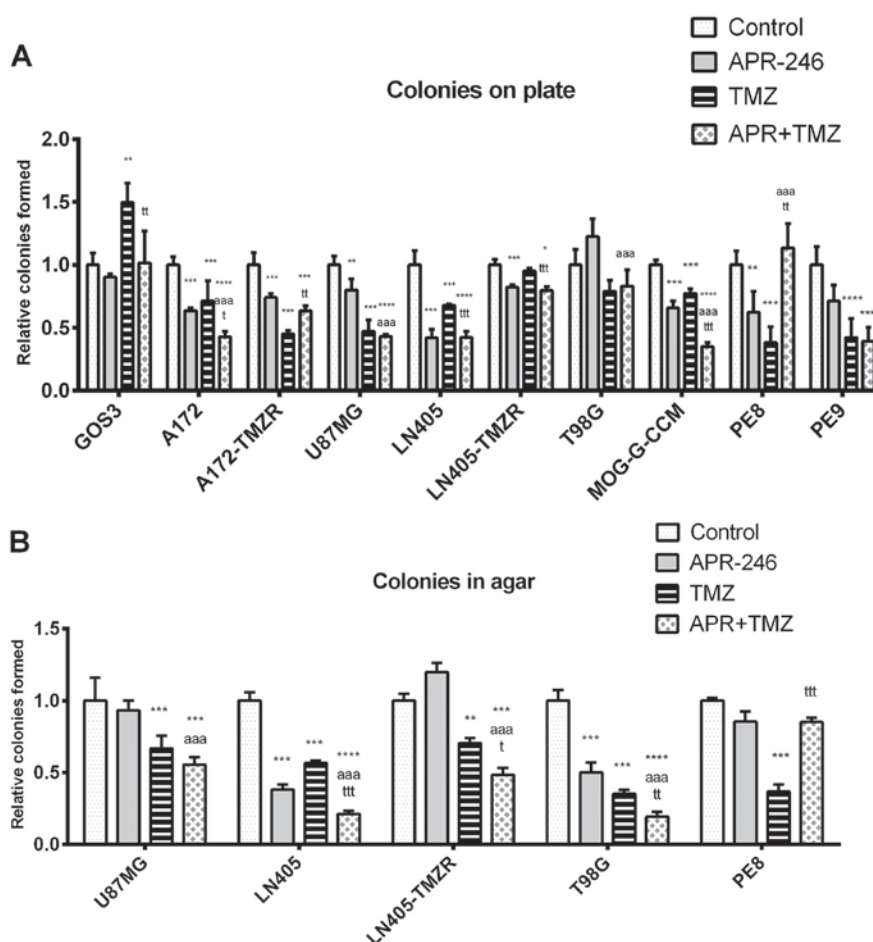 A
Colonies on plate
Control
APR-246
TMZ
APR+TMZ
Relative colonies formed
2.0
1.5
1.0
0.5
0.0
**
tt
***
***
****
aaa
t
***
***
***
tt
**
***
****
aaa
***
***
****
ttt
***
*
ttt
aaa
***
***
****
aaa
ttt
**
***
aaa
tt
****
GOS3
A172
A172-TMZR
U87MG
LN405
LN405-TMZR
T98G
MOG-G-CCM
PE8
PE9
B
Colonies in agar
Control
APR-246
TMZ
APR+TMZ
Relative colonies formed
1.5
1.0
0.5
0.0
***
***
aaa
***
***
****
aaa
ttt
**
***
aaa
t
***
***
****
aaa
tt
***
ttt
U87MG
LN405
LN405-TMZR
T98G
PE8